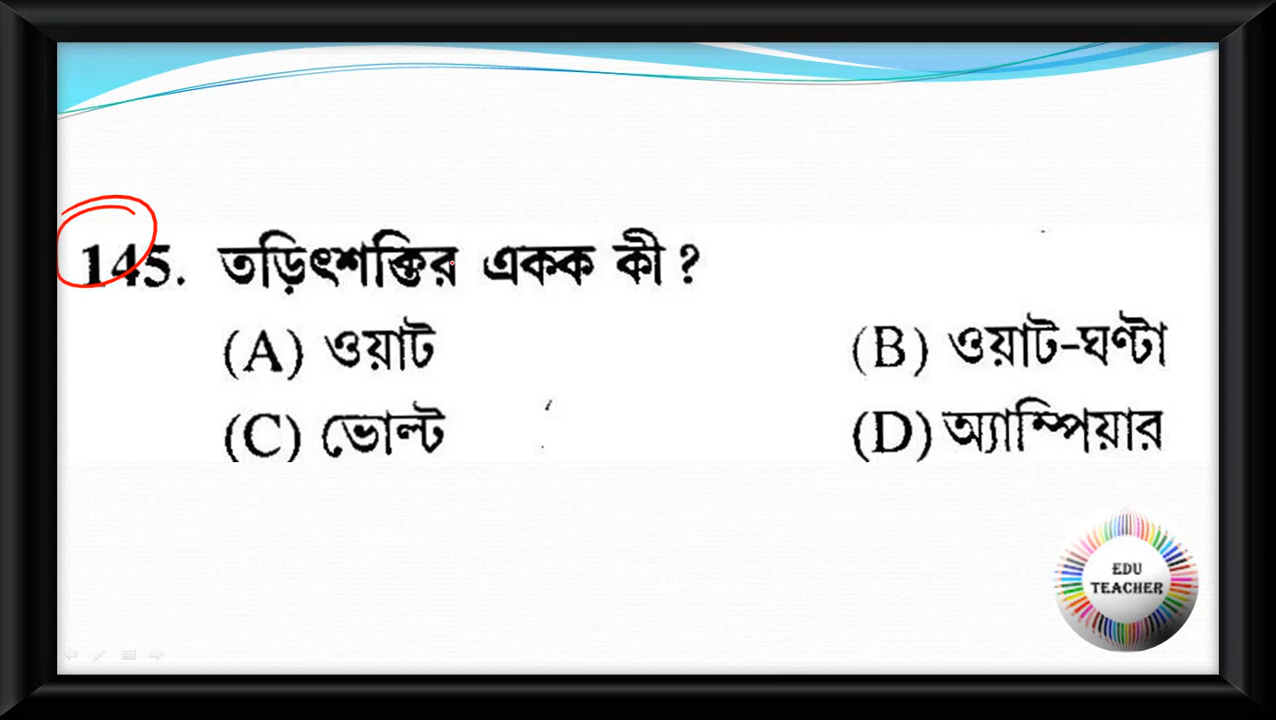 145. তড়িৎশক্তির একক কী ?
(A) ওয়াট (B) ওয়াট-ঘণ্টা
(C) ভোল্ট (D) অ্যাম্পিয়ার
EDU
TEACHER